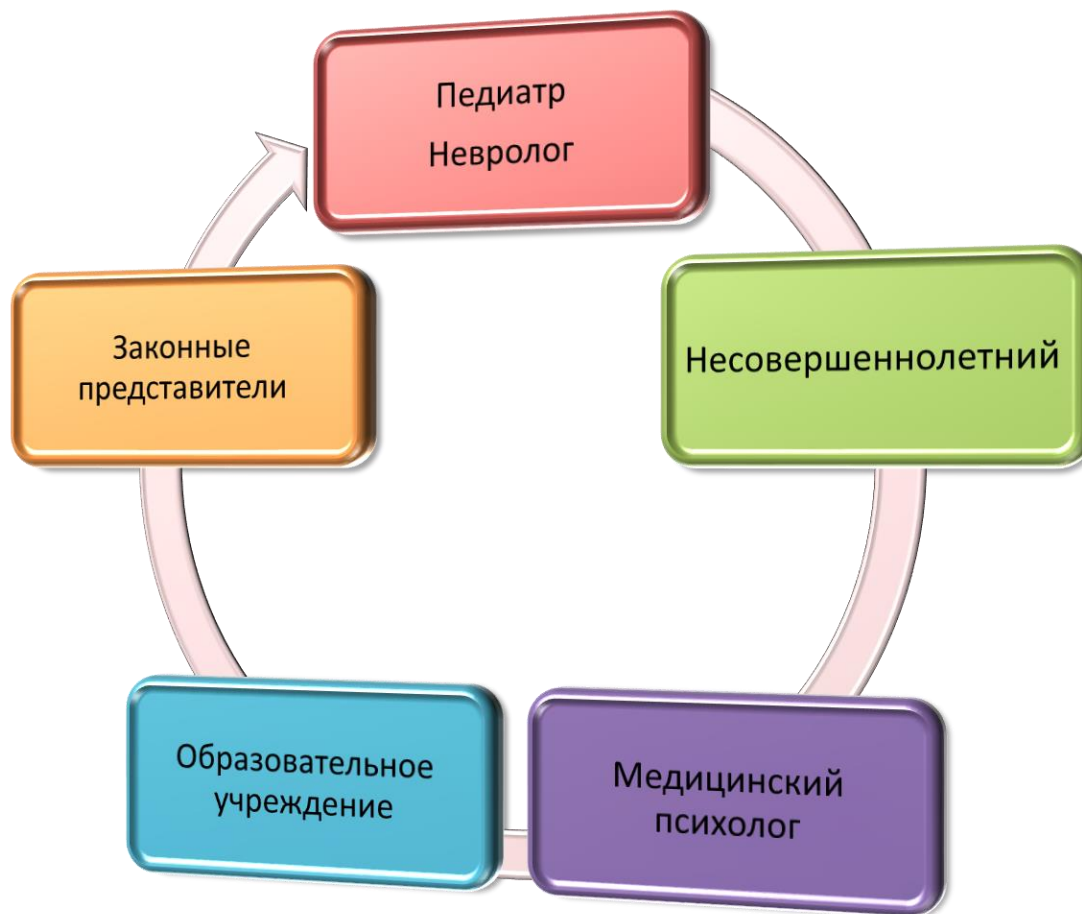 Педиатр
Невролог
Несовершеннолетний
Медицинский
психолог
Образовательное
учреждение
Законные
представители